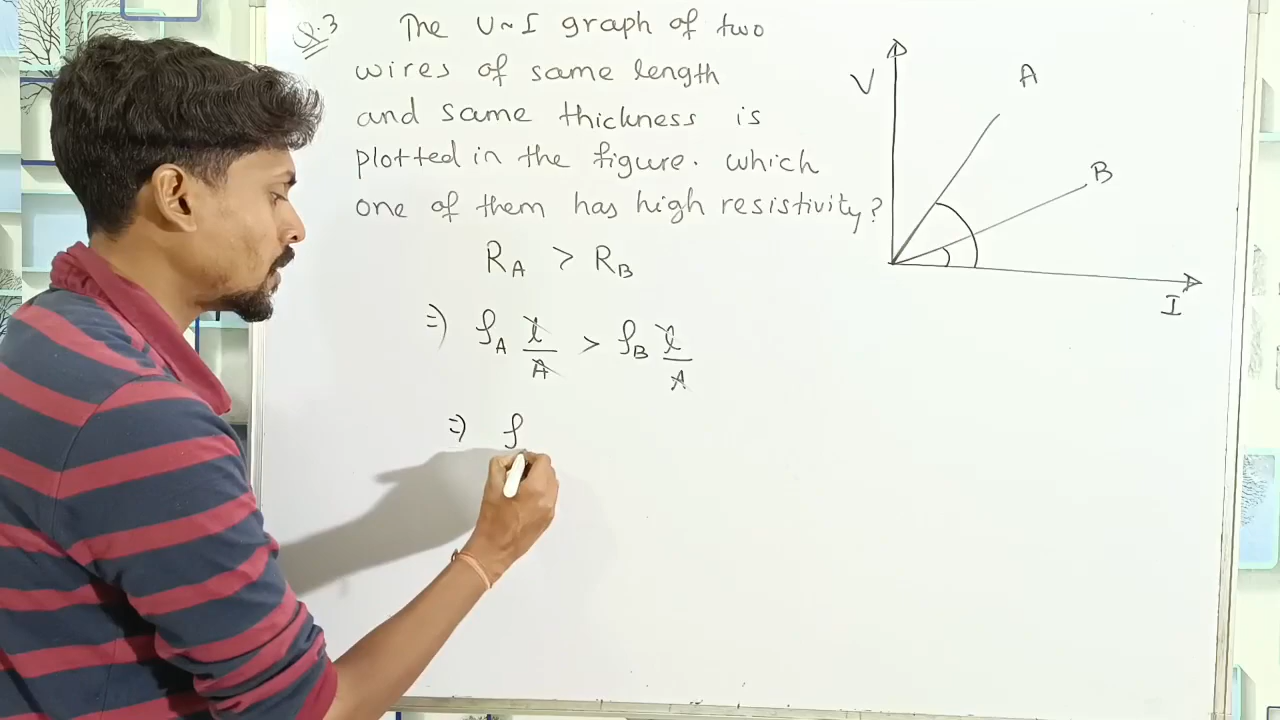 Q.3 The V~I graph of two
wires of same length
and same thickness is
plotted in the figure. which
one of them has high resistivity?
R_A > R_B
=) ρ_A l/A > ρ_B l/A
=) ρ
V
A
B
I